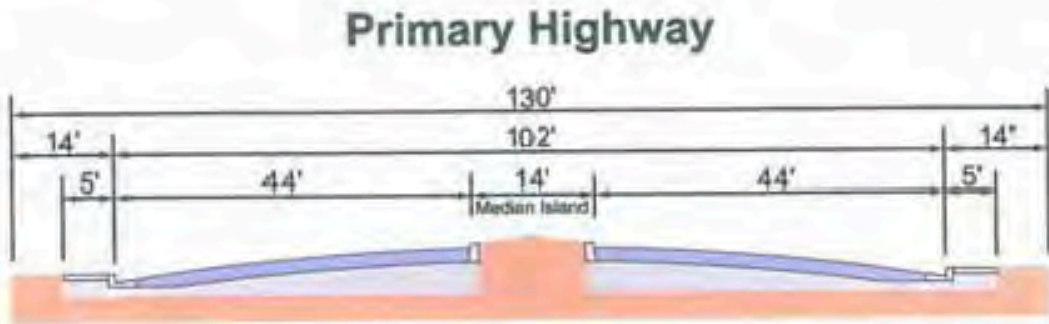 Primary Highway
130'
14' 102' 14"
5' 44' 14' 44' 5'
Median Island